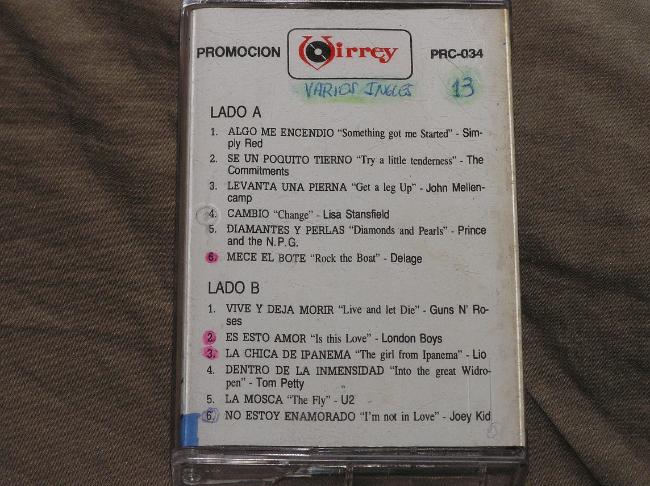 PROMOCION Virrey PRC-034
VARIOS INGLES 13
LADO A
1. ALGO ME ENCENDIO "Something got me Started" - Sim-
ply Red
2. SE UN POQUITO TIERNO "Try a little tenderness" - The
Commitments
3. LEVANTA UNA PIERNA "Get a leg Up" - John Mellen-
camp
4. CAMBIO "Change" - Lisa Stansfield
5. DIAMANTES Y PERLAS "Diamonds and Pearls" - Prince
and the N.P.G.
6. MECE EL BOTE "Rock the Boat" - Delage
LADO B
1. VIVE Y DEJA MORIR "Live and let Die" - Guns N' Ro-
ses
2. ES ESTO AMOR "Is this Love" - London Boys
3. LA CHICA DE IPANEMA "The girl from Ipanema" - Lio
4. DENTRO DE LA INMENSIDAD "Into the great Widro-
pen" - Tom Petty
5. LA MOSCA "The Fly" - U2
6. NO ESTOY ENAMORADO "I'm not in Love" - Joey Kid